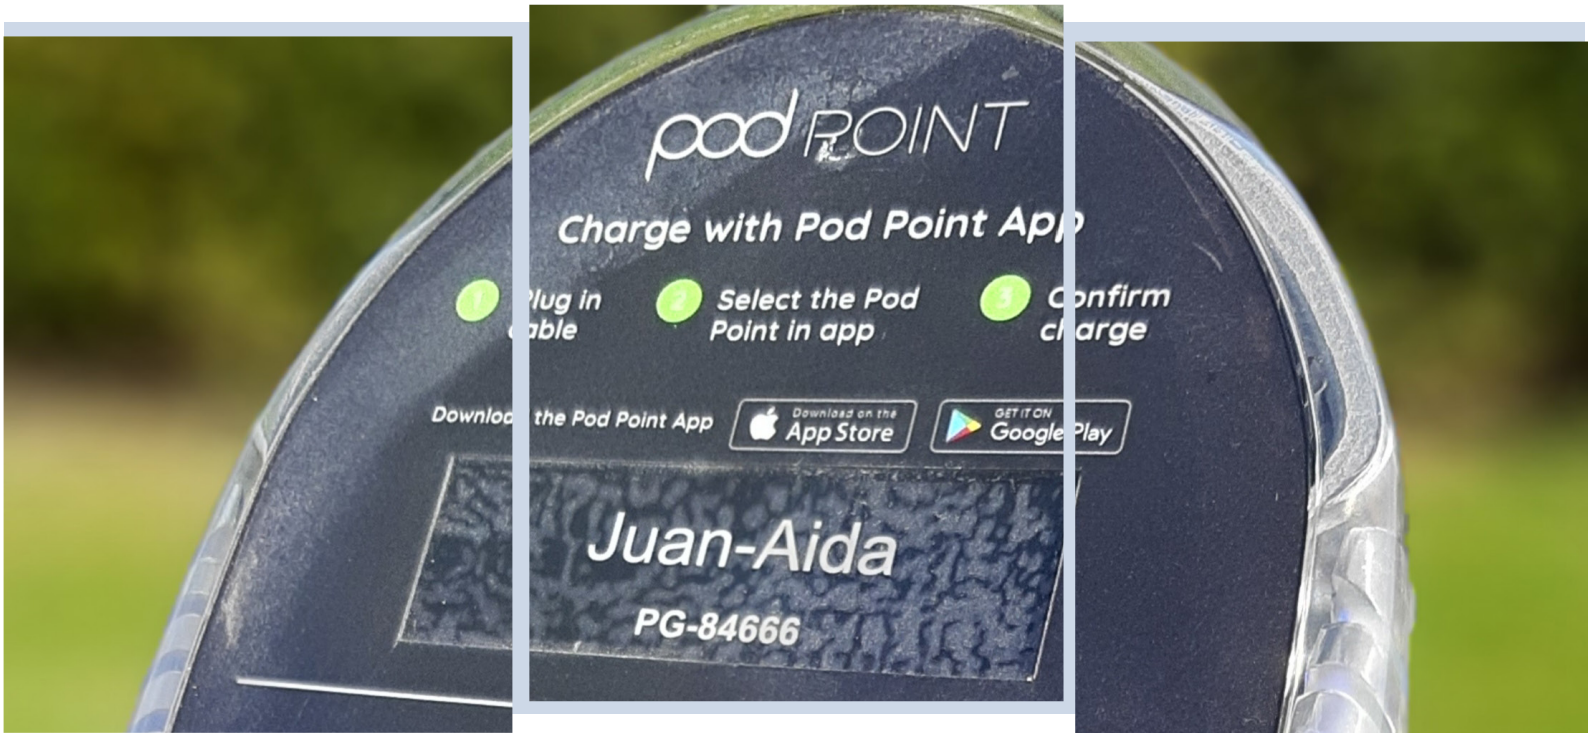 pod POINT
Charge with Pod Point App
1 Plug in cable
2 Select the Pod Point in app
3 Confirm charge
Download the Pod Point App
Download on the App Store
GET IT ON Google Play
Juan-Aida
PG-84666